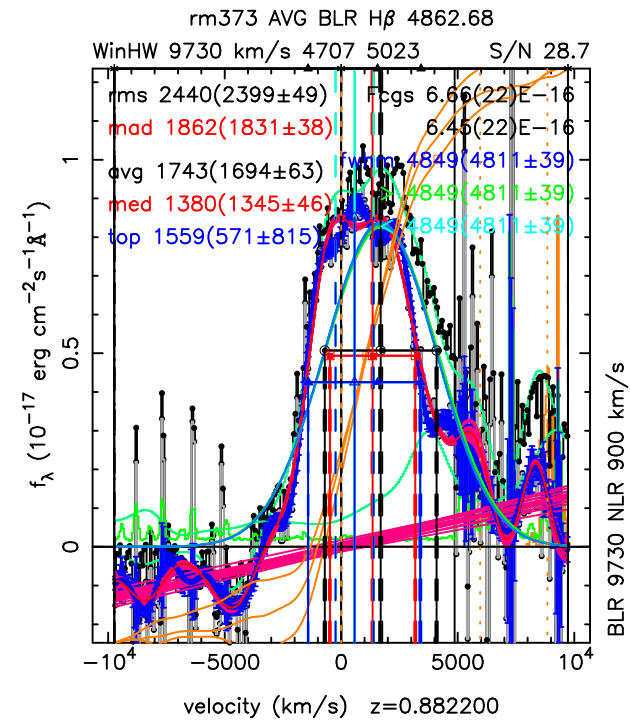 rm373 AVG BLR Hβ 4862.68
WinHW 9730 km/s 4707 5023 S/N 28.7
rms 2440(2399±49) Fcgs 6.66(22)E-16
mad 1862(1831±38) 6.45(22)E-16
fwhm 4849(4811±39)
avg 1743(1694±63)
4849(4811±39)
med 1380(1345±46)
4849(4811±39)
top 1559(571±815)
1
0.5
0
f_λ (10^−17 erg cm^−2 s^−1 Å^−1)
BLR 9730 NLR 900 km/s
−10^4 −5000 0 5000 10^4
velocity (km/s) z=0.882200